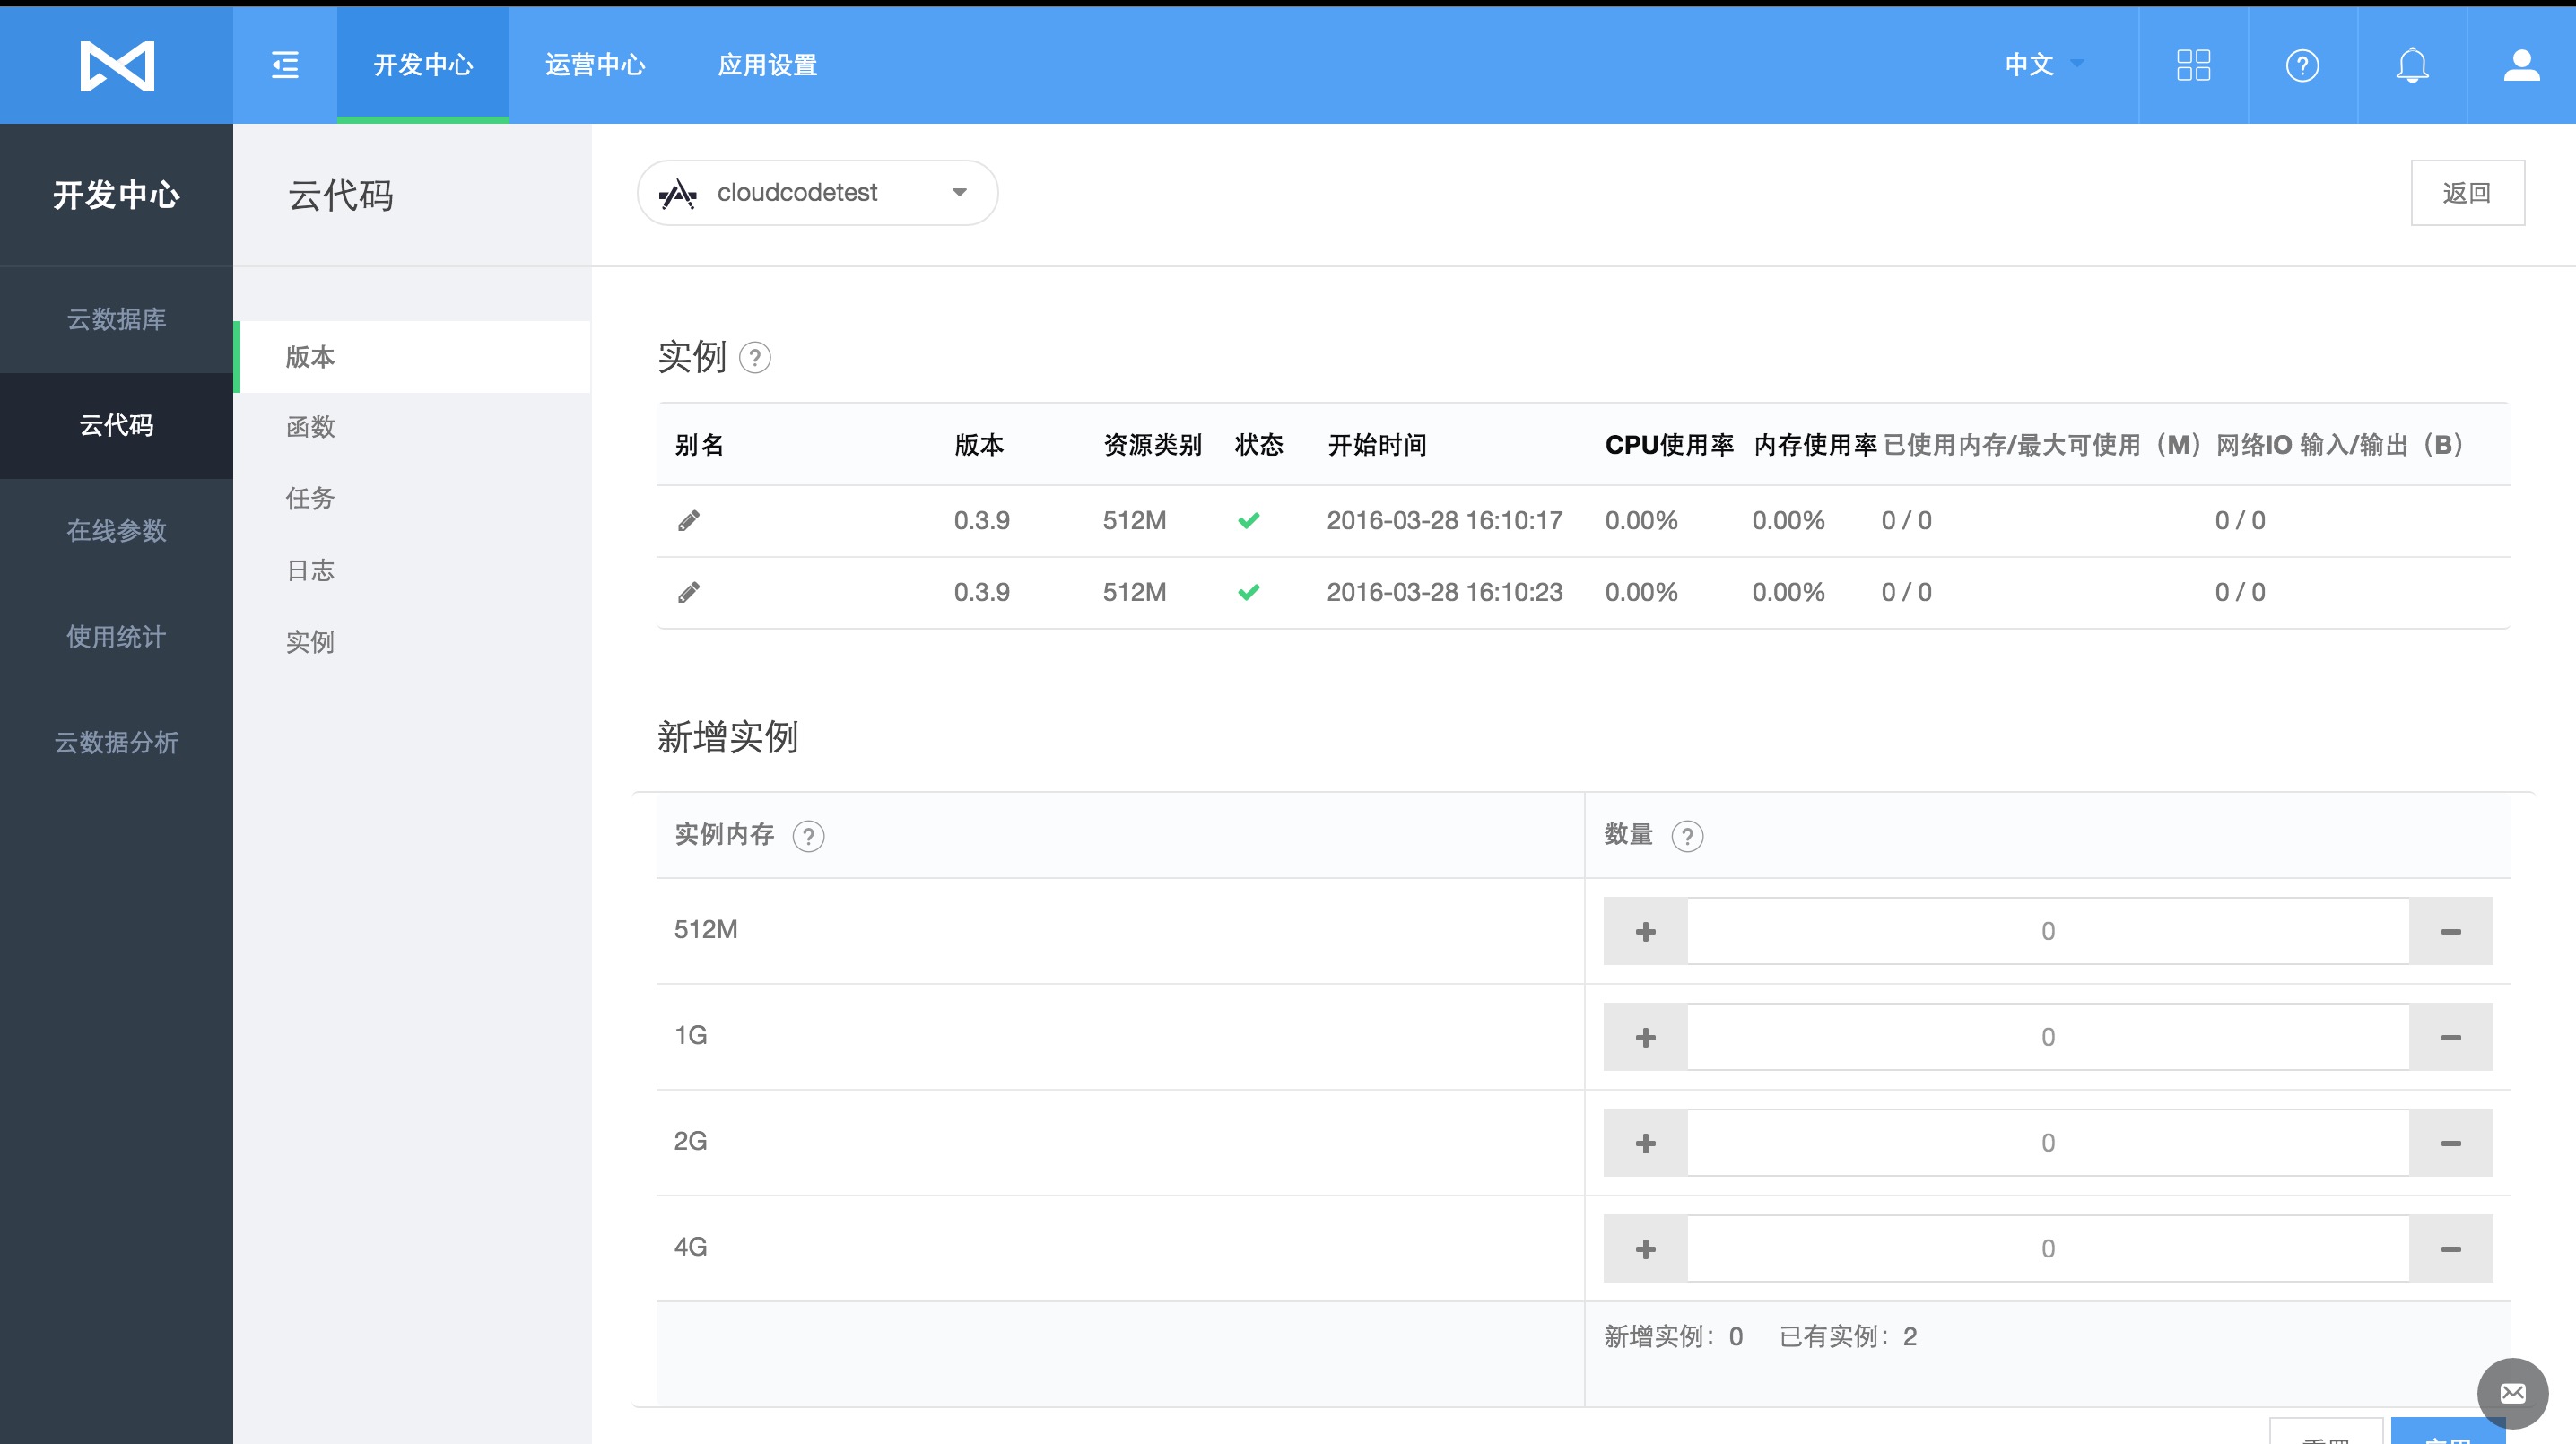 开发中心 运营中心 应用设置 中文
开发中心
云数据库
云代码
在线参数
使用统计
云数据分析
云代码
版本
函数
任务
日志
实例
cloudcodetest
返回
实例 ?
别名 版本 资源类别 状态 开始时间 CPU使用率 内存使用率 已使用内存/最大可使用（M） 网络IO 输入/输出（B）
0.3.9 512M 2016-03-28 16:10:17 0.00% 0.00% 0 / 0 0 / 0
0.3.9 512M 2016-03-28 16:10:23 0.00% 0.00% 0 / 0 0 / 0
新增实例
实例内存 ? 数量 ?
512M + 0 −
1G + 0 −
2G + 0 −
4G + 0 −
新增实例：0 已有实例：2